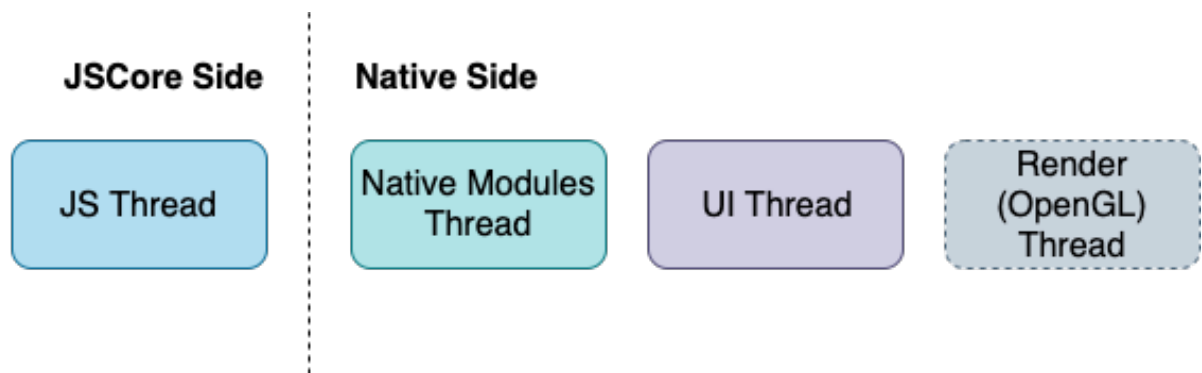 JSCore Side
Native Side
JS Thread
Native Modules
Thread
UI Thread
Render
(OpenGL)
Thread